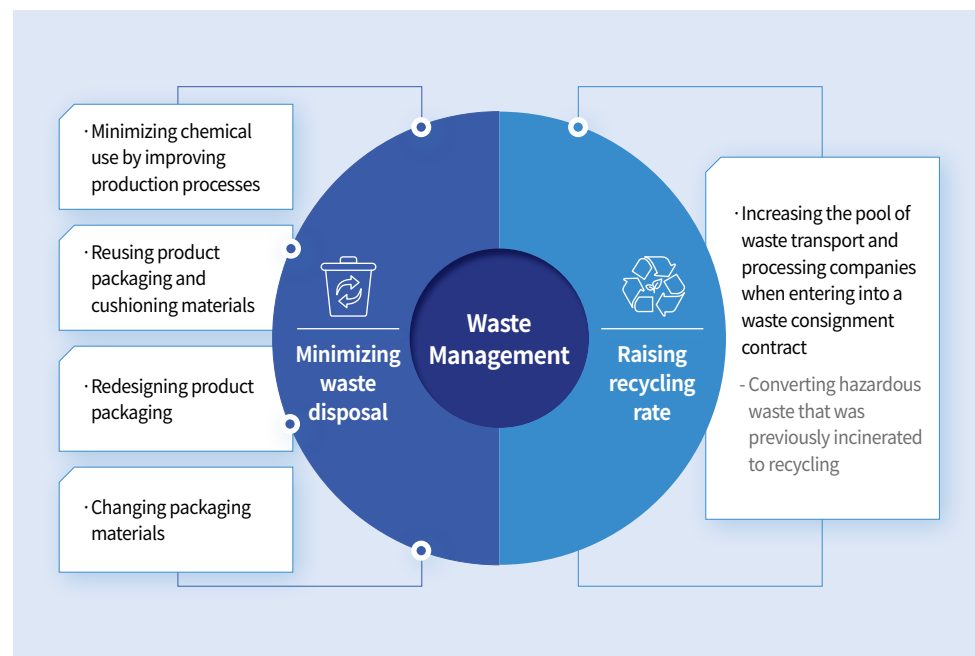 · Minimizing chemical
use by improving
production processes
· Reusing product
packaging and
cushioning materials
· Redesigning product
packaging
· Changing packaging
materials
Minimizing
waste
disposal
Waste
Management
Raising
recycling
rate
· Increasing the pool of
waste transport and
processing companies
when entering into a
waste consignment
contract
- Converting hazardous
waste that was
previously incinerated
to recycling